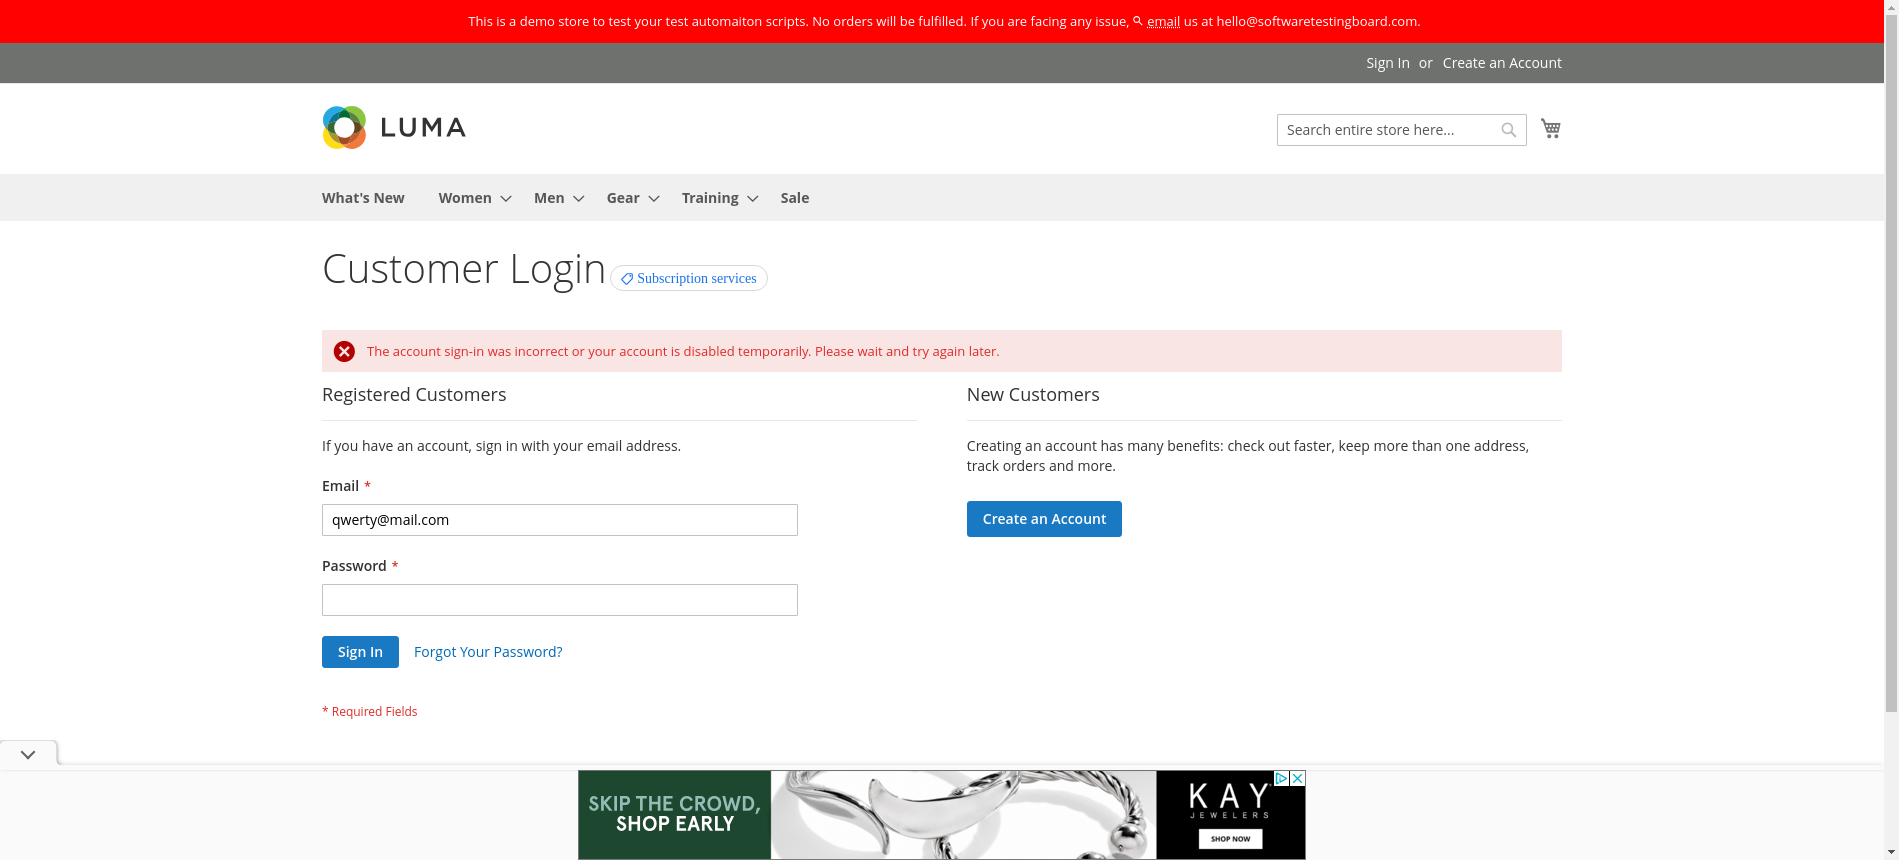 This is a demo store to test your test automaiton scripts. No orders will be fulfilled. If you are facing any issue, email us at hello@softwaretestingboard.com.
Sign In or Create an Account
LUMA
Search entire store here...
What's New Women Men Gear Training Sale
Customer Login Subscription services
The account sign-in was incorrect or your account is disabled temporarily. Please wait and try again later.
Registered Customers
If you have an account, sign in with your email address.
Email *
qwerty@mail.com
Password *
Sign In Forgot Your Password?
* Required Fields
New Customers
Creating an account has many benefits: check out faster, keep more than one address,
track orders and more.
Create an Account
SKIP THE CROWD,
SHOP EARLY
KAY
JEWELERS
SHOP NOW